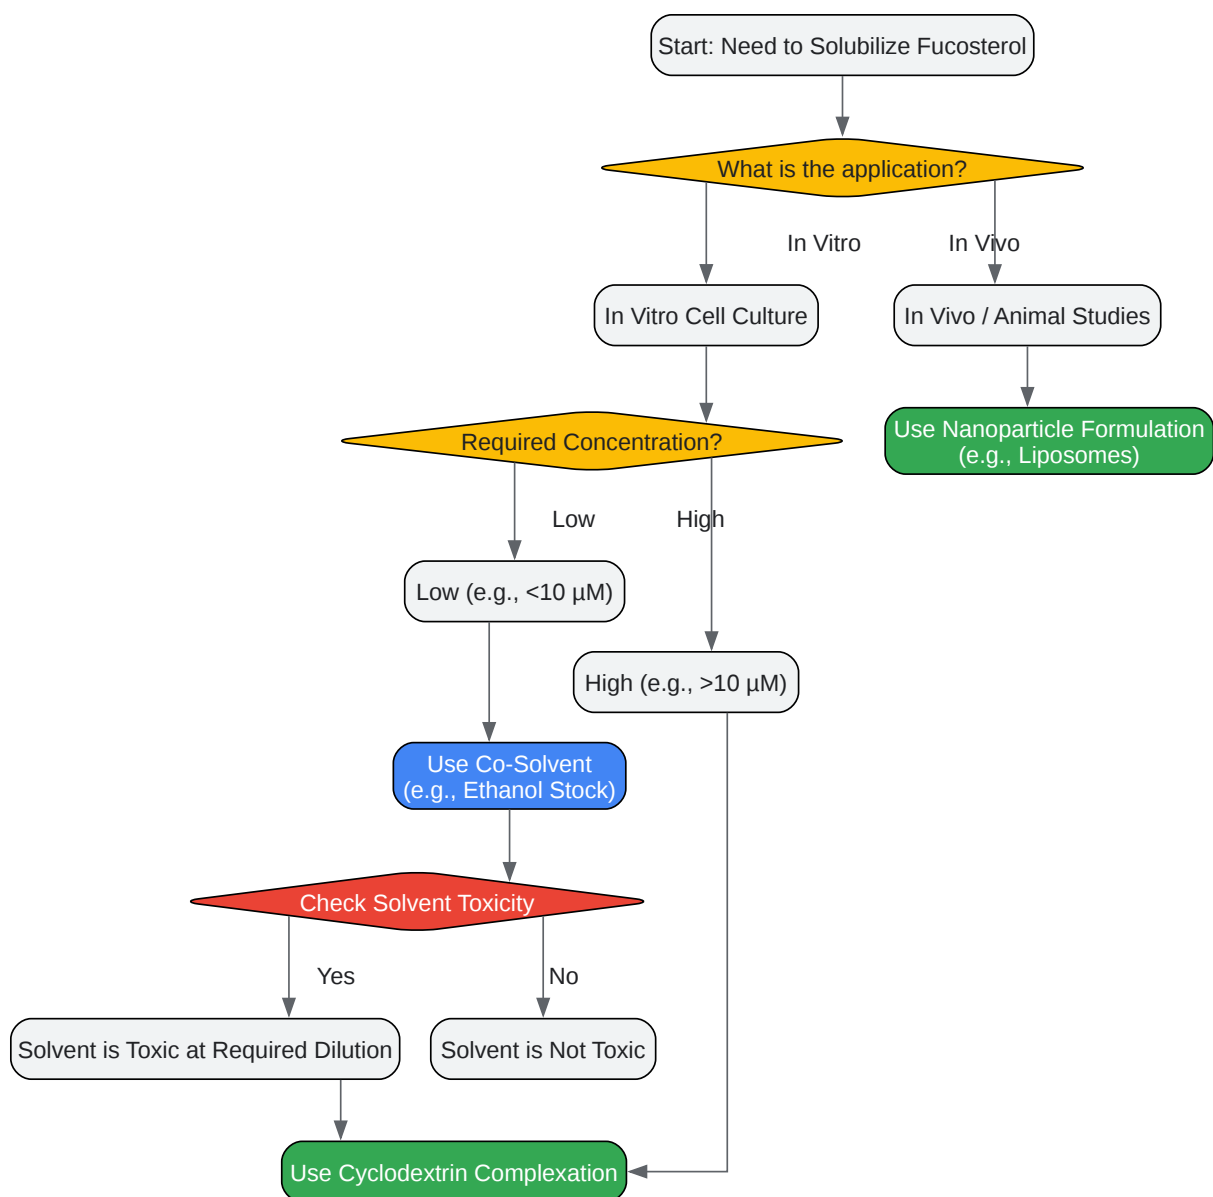 Start: Need to Solubilize Fucosterol
What is the application?
In Vitro
In Vivo
In Vitro Cell Culture
In Vivo / Animal Studies
Required Concentration?
Use Nanoparticle Formulation
(e.g., Liposomes)
Low
High
Low (e.g., <10 µM)
High (e.g., >10 µM)
Use Co-Solvent
(e.g., Ethanol Stock)
Check Solvent Toxicity
Yes
No
Solvent is Toxic at Required Dilution
Solvent is Not Toxic
Use Cyclodextrin Complexation